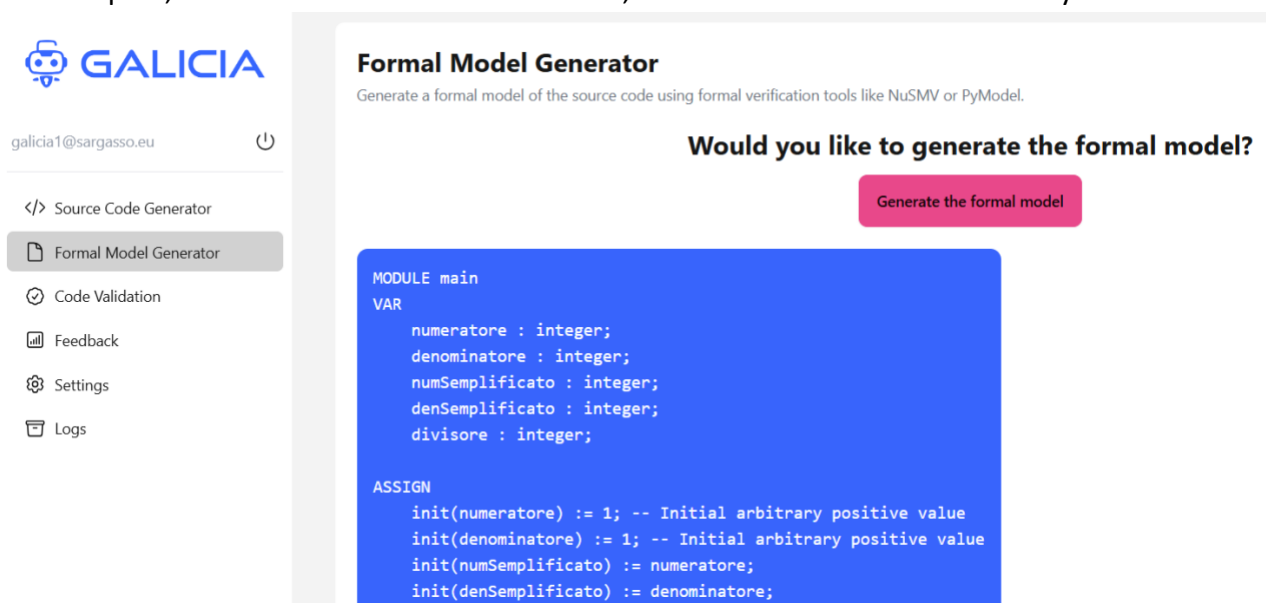 GALICIA
galicia1@sargasso.eu
</> Source Code Generator
Formal Model Generator
Code Validation
Feedback
Settings
Logs
Formal Model Generator
Generate a formal model of the source code using formal verification tools like NuSMV or PyModel.
Would you like to generate the formal model?
Generate the formal model
MODULE main
VAR
    numeratore : integer;
    denominatore : integer;
    numSemplificato : integer;
    denSemplificato : integer;
    divisore : integer;
ASSIGN
    init(numeratore) := 1; -- Initial arbitrary positive value
    init(denominatore) := 1; -- Initial arbitrary positive value
    init(numSemplificato) := numeratore;
    init(denSemplificato) := denominatore;